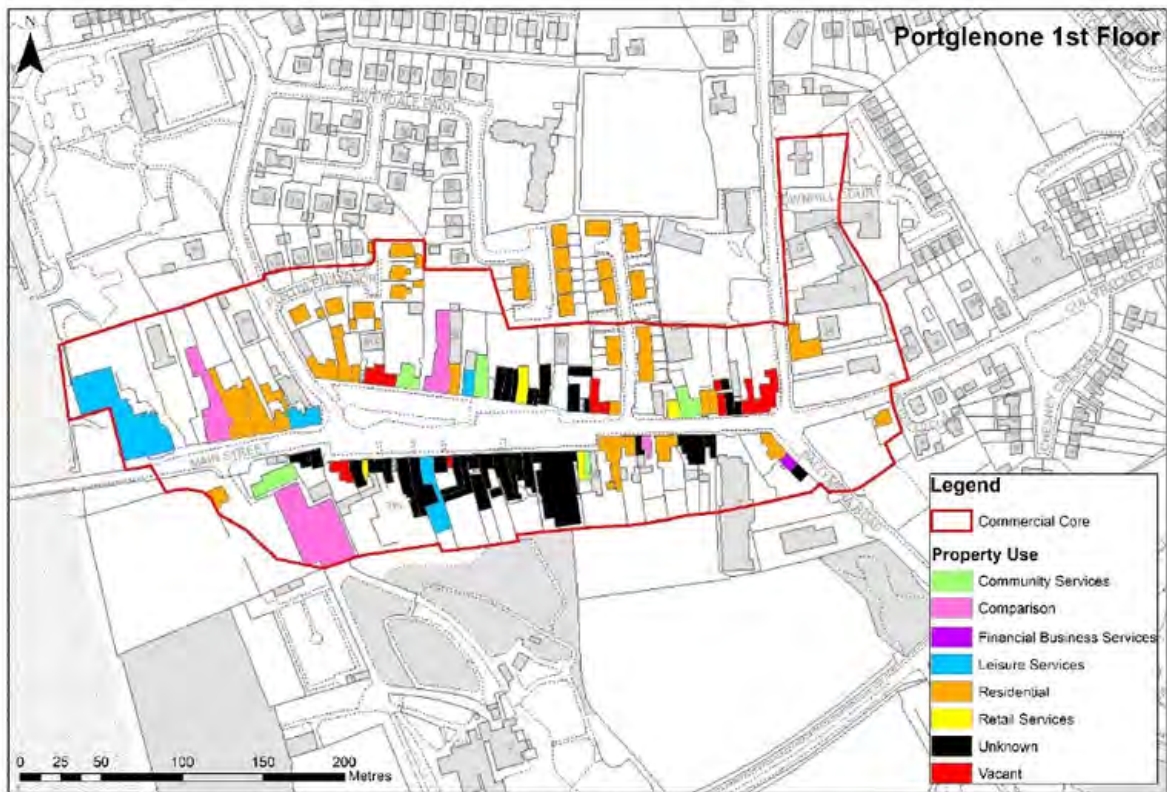 N
Portglenone 1st Floor
MAIN STREET
Legend
Commercial Core
Property Use
Community Services
Comparison
Financial Business Services
Leisure Services
Residential
Retail Services
Unknown
Vacant
0 25 50 100 150 200
Metres